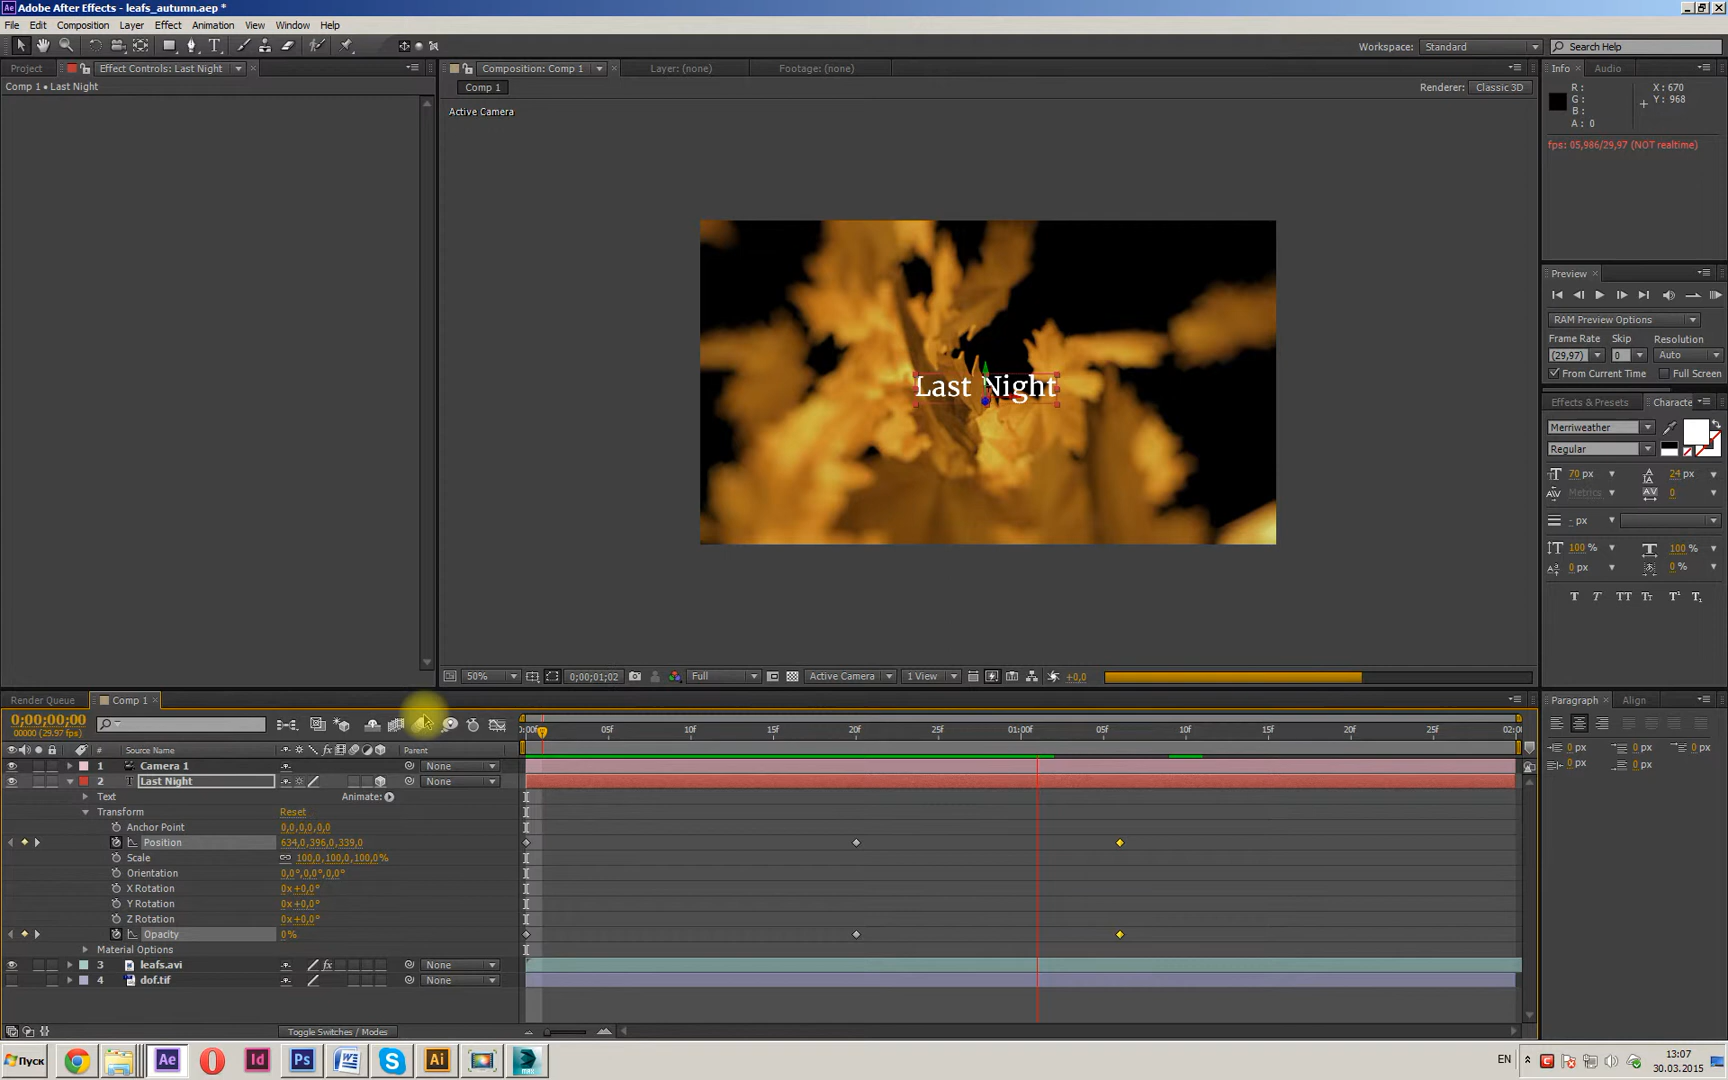 Adobe After Effects - leafs_autumn.aep *
File Edit Composition Layer Effect Animation View Window Help
Workspace: Standard Search Help
Project Effect Controls: Last Night Composition: Comp 1 Layer: (none) Footage: (none) Info Audio
Comp 1 • Last Night Comp 1 Renderer: Classic 3D
Active Camera
R : X : 670
G : Y : 968
B :
A : 0
fps: 05,986/29,97 (NOT realtime)
Preview
RAM Preview Options
Frame Rate Skip Resolution
(29,97) 0 Auto
From Current Time Full Screen
Last Night
Effects & Presets Characte
Merriweather
Regular
70 px 24 px
Metrics 0
- px
100 % 100 %
0 px 0 %
T T TT Tt T¹ T₁
50% 0;00;01;02 Full Active Camera 1 View +0,0
Render Queue Comp 1 Paragraph Align
0;00;00;00
00000 (29.97 fps)
:00f 05f 10f 15f 20f 25f 01:00f 05f 10f 15f 20f 25f 02:0
# Source Name Parent
0 px 0 px 0 px
0 px 0 px
1 Camera 1 None
2 T Last Night None
Text Animate:
Transform Reset
Anchor Point 0,0,0,0,0,0
Position 634,0,396,0,339,0
Scale 100,0,100,0,100,0%
Orientation 0,0°,0,0°,0,0°
X Rotation 0x+0,0°
Y Rotation 0x+0,0°
Z Rotation 0x+0,0°
Opacity 0%
Material Options
3 leafs.avi None
4 dof.tif None
Toggle Switches / Modes
Пуск Ae Id Ps W S Ai MAX EN 13:07
30.03.2015